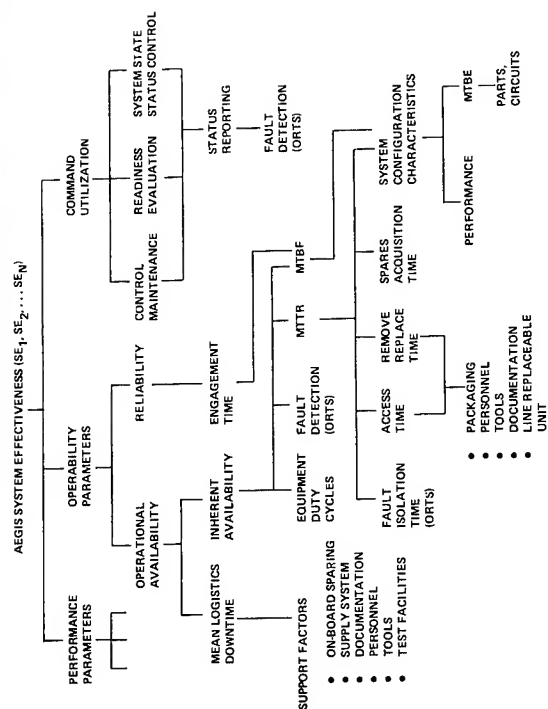 AEGIS SYSTEM EFFECTIVENESS (SE1, SE2, ... SEN)
PERFORMANCE
PARAMETERS
OPERABILITY
PARAMETERS
COMMAND
UTILIZATION
OPERATIONAL
AVAILABILITY
RELIABILITY
CONTROL
MAINTENANCE
READINESS
EVALUATION
SYSTEM STATE
STATUS CONTROL
MEAN LOGISTICS
DOWNTIME
INHERENT
AVAILABILITY
ENGAGEMENT
TIME
STATUS
REPORTING
FAULT
DETECTION
(ORTS)
SUPPORT FACTORS
• ON-BOARD SPARING
• SUPPLY SYSTEM
• DOCUMENTATION
• PERSONNEL
• TOOLS
• TEST FACILITIES
EQUIPMENT
DUTY
CYCLES
FAULT
DETECTION
(ORTS)
MTTR
MTBF
FAULT
ISOLATION
TIME
(ORTS)
ACCESS
TIME
REMOVE
REPLACE
TIME
SPARES
ACQUISITION
TIME
SYSTEM
CONFIGURATION
CHARACTERISTICS
• PACKAGING
• PERSONNEL
• TOOLS
• DOCUMENTATION
• LINE REPLACEABLE
UNIT
PERFORMANCE
MTBE
PARTS,
CIRCUITS